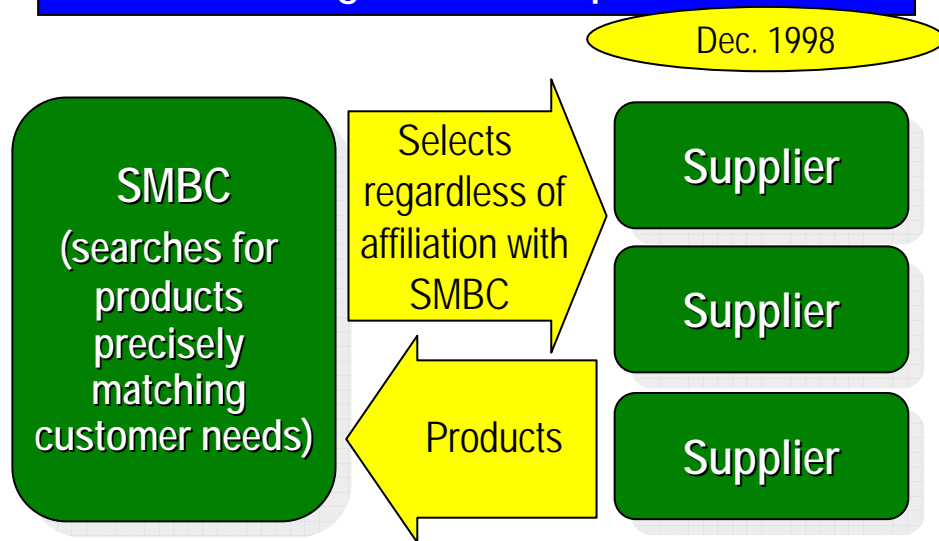 Dec. 1998
SMBC
(searches for
products
precisely
matching
customer needs)
Selects
regardless of
affiliation with
SMBC
Products
Supplier
Supplier
Supplier